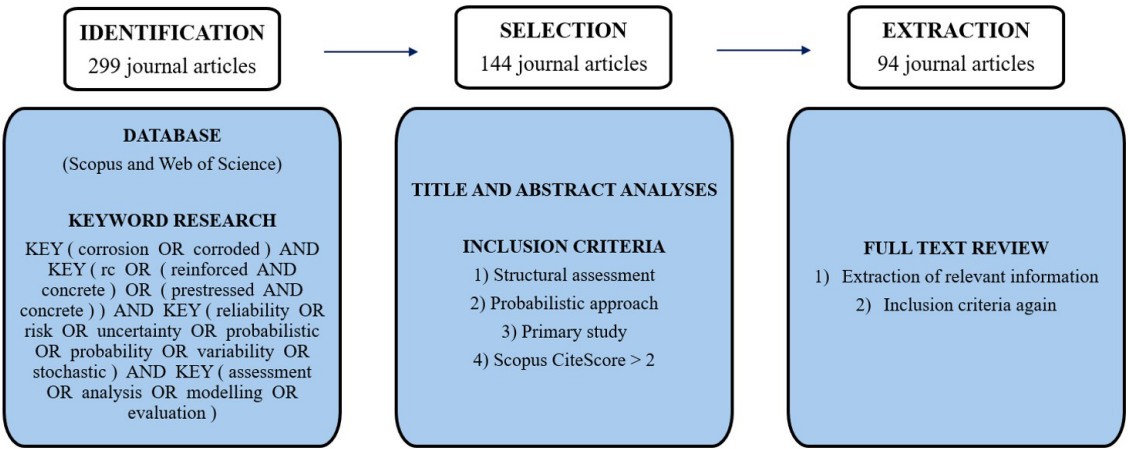 IDENTIFICATION
299 journal articles
SELECTION
144 journal articles
EXTRACTION
94 journal articles
DATABASE
(Scopus and Web of Science)
KEYWORD RESEARCH
KEY ( corrosion OR corroded ) AND
KEY ( rc OR ( reinforced AND
concrete ) OR ( prestressed AND
concrete ) ) AND KEY ( reliability OR
risk OR uncertainty OR probabilistic
OR probability OR variability OR
stochastic ) AND KEY ( assessment
OR analysis OR modelling OR
evaluation )
TITLE AND ABSTRACT ANALYSES
INCLUSION CRITERIA
1) Structural assessment
2) Probabilistic approach
3) Primary study
4) Scopus CiteScore > 2
FULL TEXT REVIEW
1) Extraction of relevant information
2) Inclusion criteria again